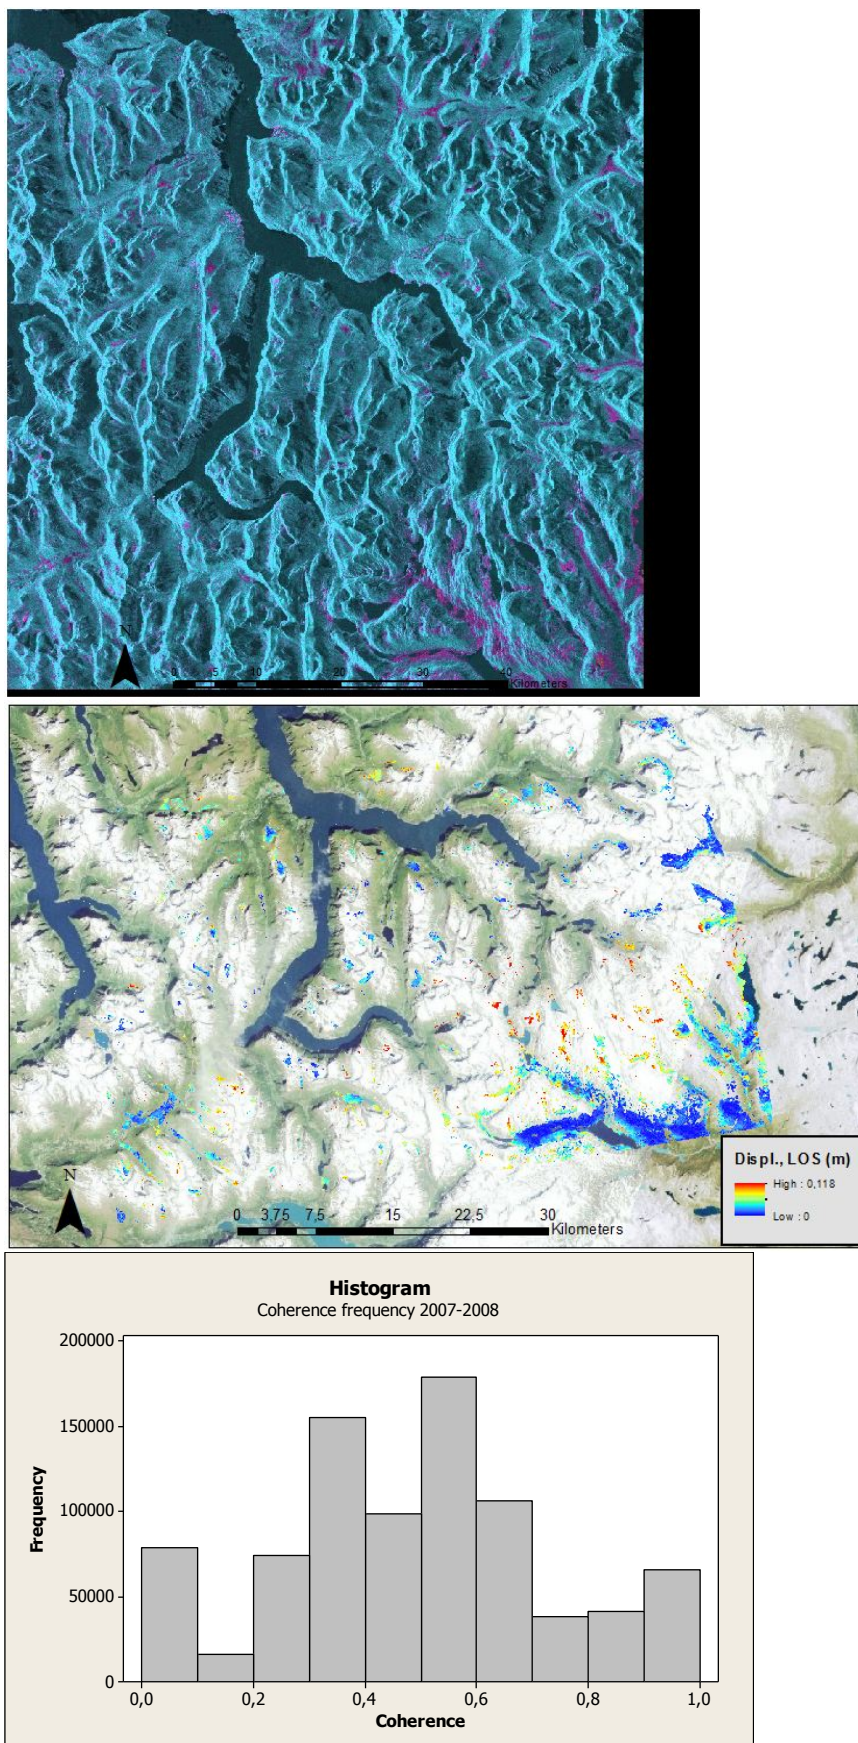 N
0 5 10 20 30 40
Kilometers
Displ., LOS (m)
High : 0,118
Low : 0
N
0 3,75 7,5 15 22,5 30
Kilometers
Histogram
Coherence frequency 2007-2008
200000
150000
100000
50000
0
Frequency
0,0 0,2 0,4 0,6 0,8 1,0
Coherence